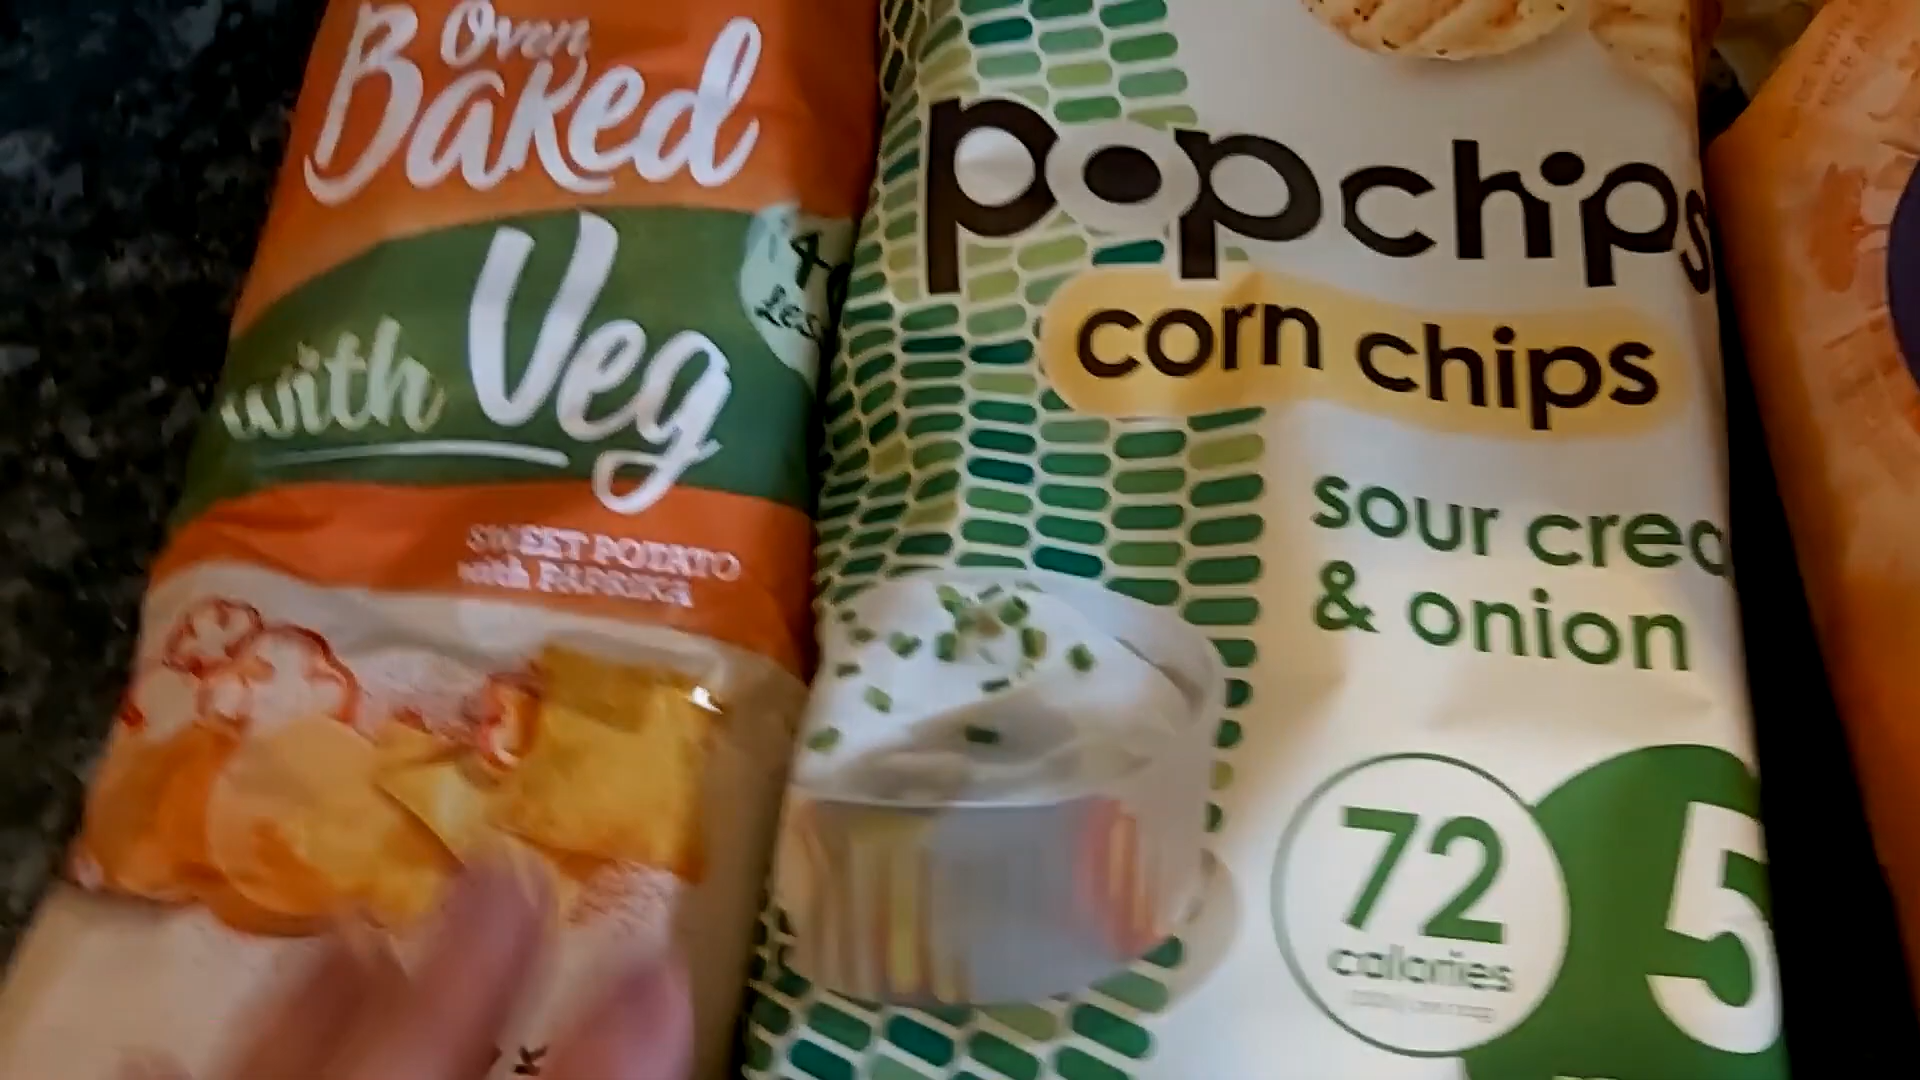 Oven
Baked
with Veg
SWEET POTATO
with PAPRIKA
popchips
corn chips
sour crea
& onion
72
calories
5